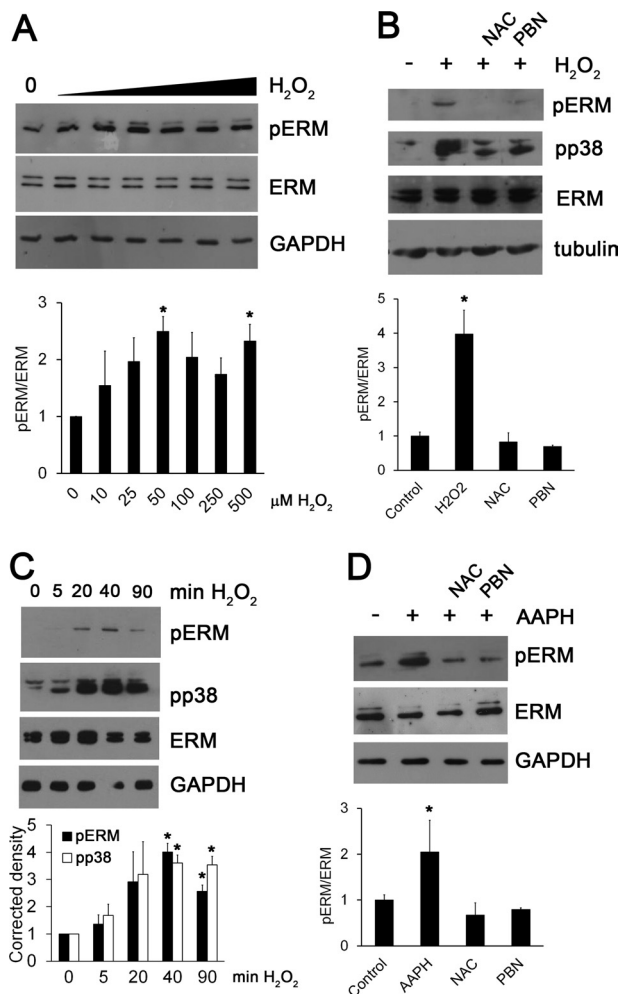 A
0 H₂O₂
pERM
ERM
GAPDH
3
2
1
0
pERM/ERM
0 10 25 50 100 250 500 μM H₂O₂
* *
B
NAC PBN
- + + + H₂O₂
pERM
pp38
ERM
tubulin
5
4
3
2
1
0
pERM/ERM
*
Control H2O2 NAC PBN
C
0 5 20 40 90 min H₂O₂
pERM
pp38
ERM
GAPDH
5
4
3
2
1
0
Corrected density
pERM
pp38
* * * *
0 5 20 40 90 min H₂O₂
D
NAC PBN
- + + + AAPH
pERM
ERM
GAPDH
3
2
1
0
pERM/ERM
*
Control AAPH NAC PBN